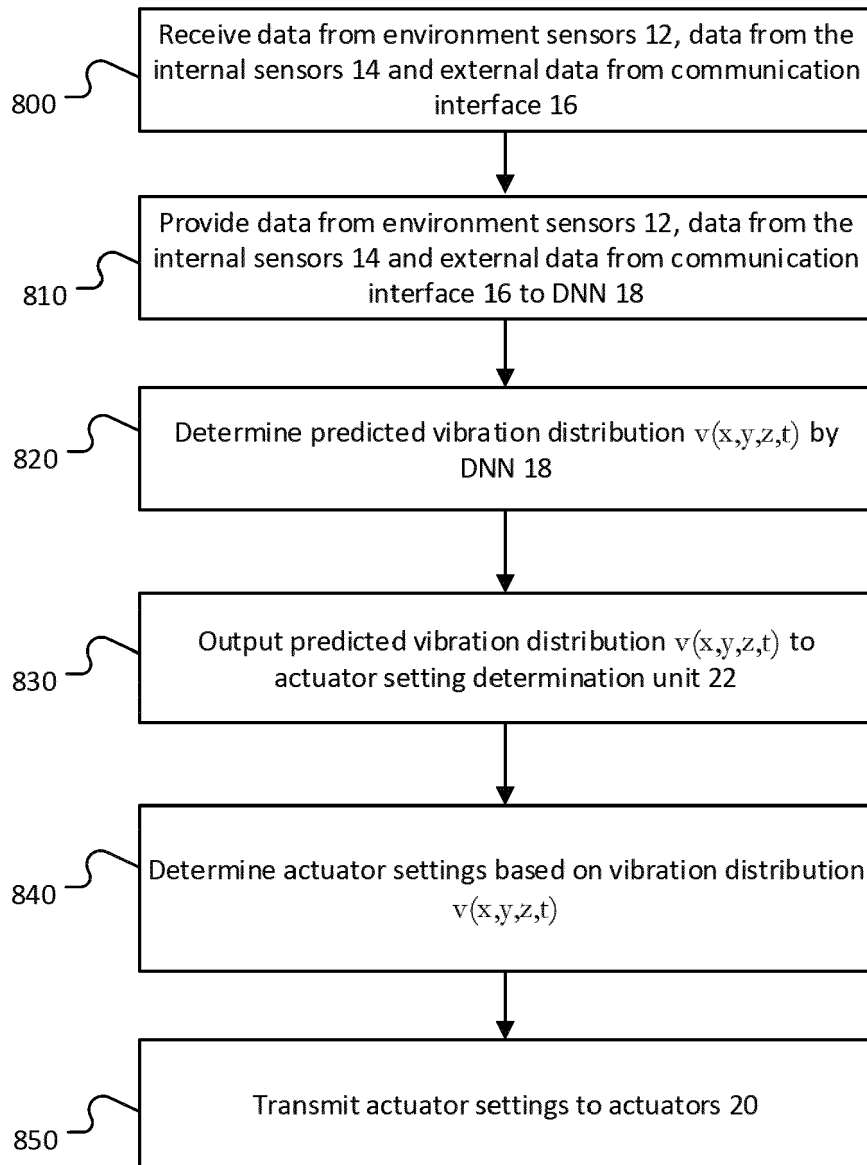 Receive data from environment sensors 12, data from the
internal sensors 14 and external data from communication
interface 16
800
Provide data from environment sensors 12, data from the
internal sensors 14 and external data from communication
interface 16 to DNN 18
810
Determine predicted vibration distribution v(x,y,z,t) by
DNN 18
820
Output predicted vibration distribution v(x,y,z,t) to
actuator setting determination unit 22
830
Determine actuator settings based on vibration distribution
v(x,y,z,t)
840
Transmit actuator settings to actuators 20
850